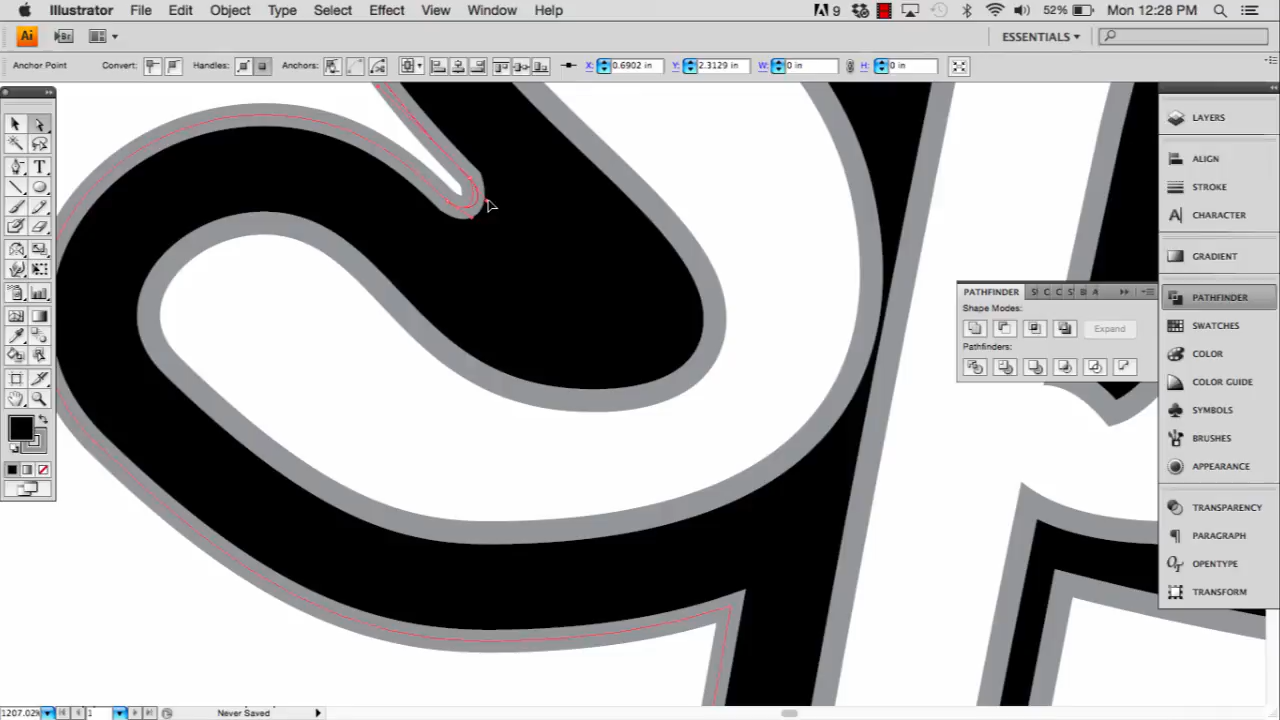 Illustrator File Edit Object Type Select Effect View Window Help 9 52% Mon 12:28 PM
Ai Br ESSENTIALS
Anchor Point Convert: Handles: Anchors: X: 0.6902 in Y: 2.3129 in W: 0 in H: 0 in
LAYERS
ALIGN
STROKE
CHARACTER
GRADIENT
PATHFINDER
SWATCHES
COLOR
COLOR GUIDE
SYMBOLS
BRUSHES
APPEARANCE
TRANSPARENCY
PARAGRAPH
OPENTYPE
TRANSFORM
PATHFINDER
Shape Modes:
Expand
Pathfinders:
1 Never Saved